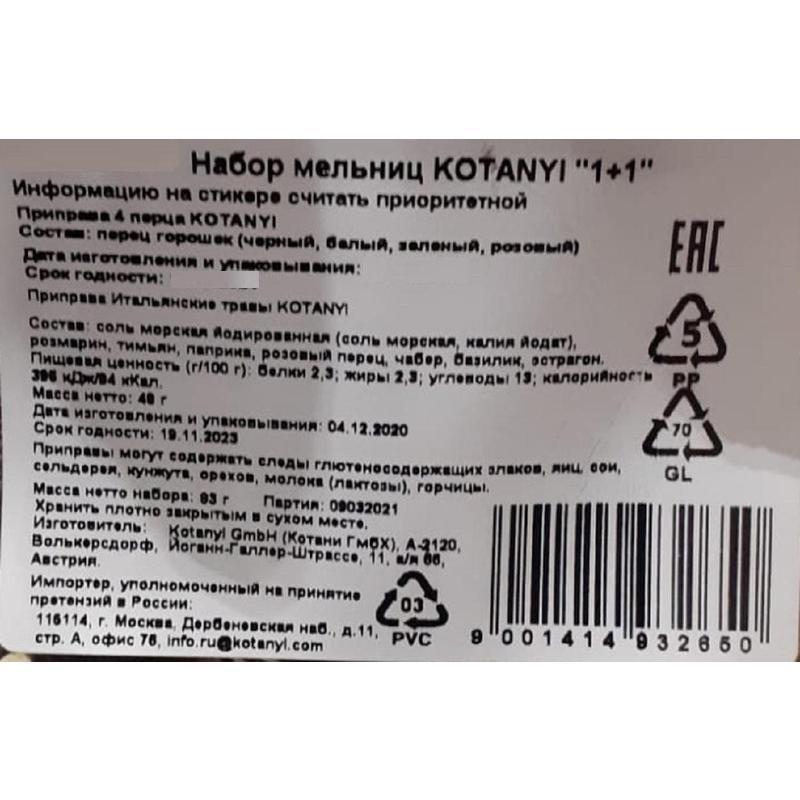 Набор мельниц KOTANYI "1+1"
Информацию на стикере считать приоритетной
Приправа 4 перца KOTANYI
Состав: перец горошек (черный, белый, зеленый, розовый)
Дата изготовления и упаковывания:
Срок годности:
Приправа Итальянские травы KOTANYI
Состав: соль морская йодированная (соль морская, калия йодат),
розмарин, тимьян, паприка, розовый перец, чабер, базилик, эстрагон.
Пищевая ценность (г/100 г): белки 2,3; жиры 2,3; углеводы 13; калорийность
396 кДж/94 кКал.
Масса нетто: 48 г
Дата изготовления и упаковывания: 04.12.2020
Срок годности: 19.11.2023
Приправы могут содержать следы глютеносодержащих злаков, яиц, сои,
сельдерея, кунжута, орехов, молока (лактозы), горчицы.
Масса нетто набора: 83 г Партия: 09032021
Хранить плотно закрытым в сухом месте.
Изготовитель: Kotanyi GmbH (Котани ГмбХ), А-2120,
Волькерсдорф, Йоганн-Галлер-Штрассе, 11, а/я 66,
Австрия.
Импортер, уполномоченный на принятие
претензий в России:
115114, г. Москва, Дербеневская наб., д.11,
стр. А, офис 76, info.ru@kotanyi.com
EAC
5
PP
70
GL
03
PVC
9 001414 932650